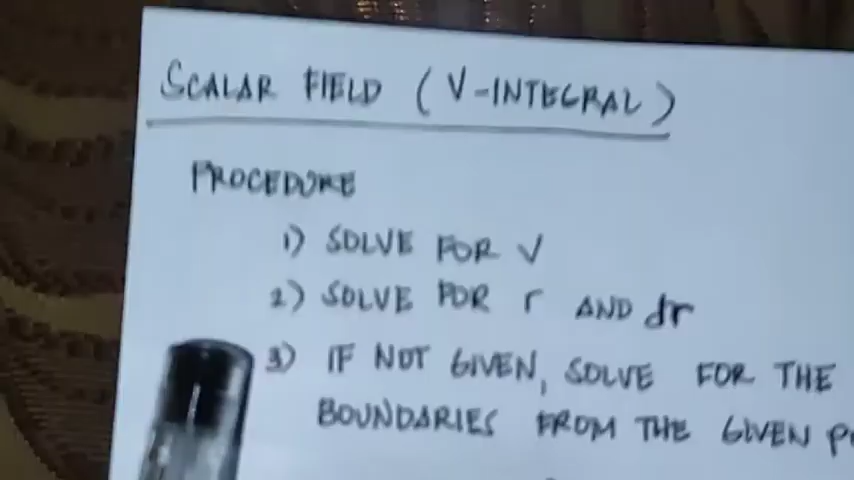 SCALAR FIELD (V-INTEGRAL)
PROCEDURE
1) SOLVE FOR V
2) SOLVE FOR r AND dr
3) IF NOT GIVEN, SOLVE FOR THE
BOUNDARIES FROM THE GIVEN